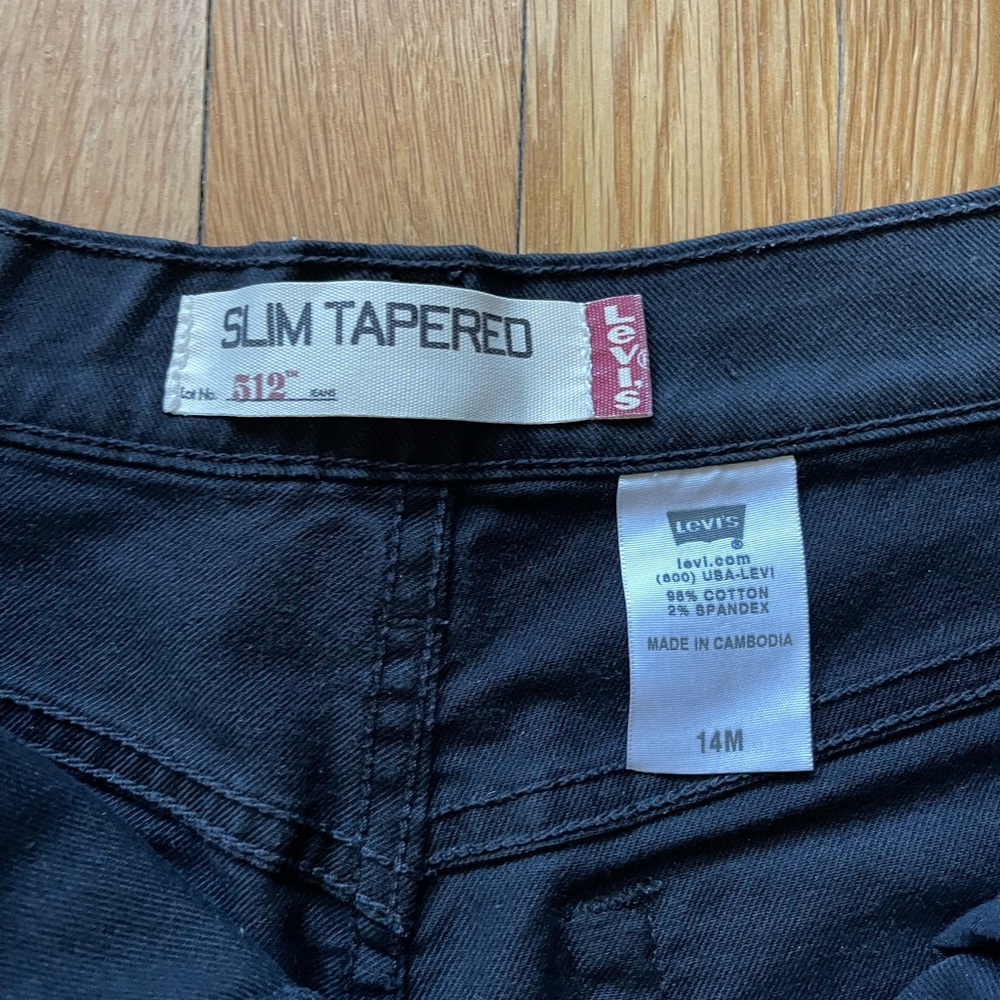 SLIM TAPERED
Lot No. 512™ JEANS
Levi's®
Levi's
®
levi.com
(800) USA-LEVI
98% COTTON
2% SPANDEX
MADE IN CAMBODIA
14M